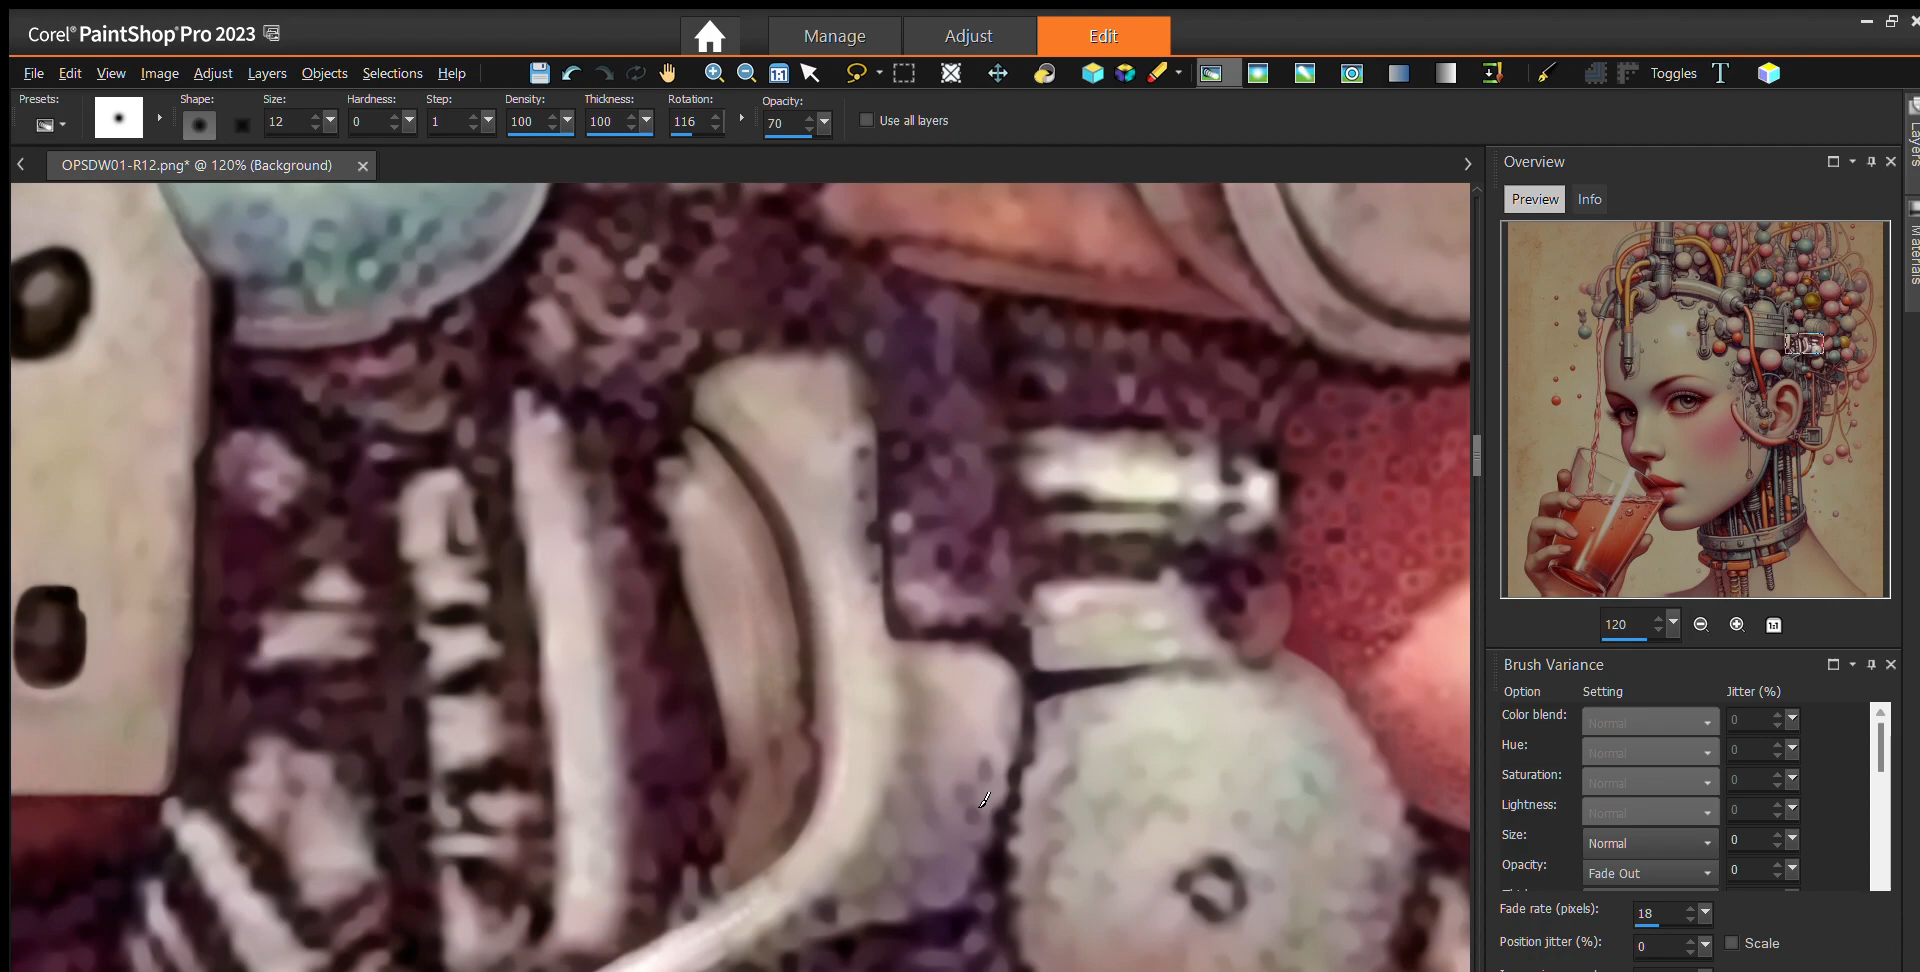 Corel® PaintShop® Pro 2023
Manage
Adjust
Edit
File Edit View Image Adjust Layers Objects Selections Help
1:1
Toggles
Presets:
Shape:
Size:
Hardness:
Step:
Density:
Thickness:
Rotation:
Opacity:
12
0
1
100
100
116
70
Use all layers
OPSDW01-R12.png* @ 120% (Background)
Overview
Preview
Info
120
1:1
Layers
Materials
Brush Variance
Option Setting Jitter (%)
Color blend: Normal 0
Hue: Normal 0
Saturation: Normal 0
Lightness: Normal 0
Size: Normal 0
Opacity: Fade Out 0
Fade rate (pixels): 18
Position jitter (%): 0 Scale